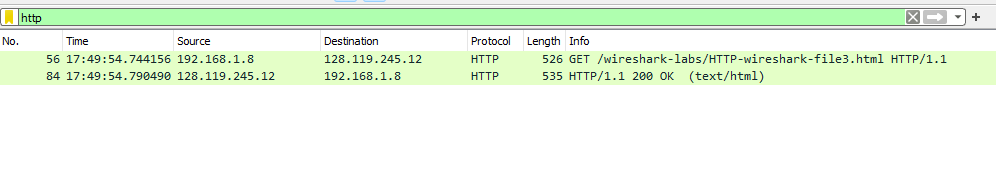 http
No. Time Source Destination Protocol Length Info
56 17:49:54.744156 192.168.1.8 128.119.245.12 HTTP 526 GET /wireshark-labs/HTTP-wireshark-file3.html HTTP/1.1
84 17:49:54.790490 128.119.245.12 192.168.1.8 HTTP 535 HTTP/1.1 200 OK (text/html)